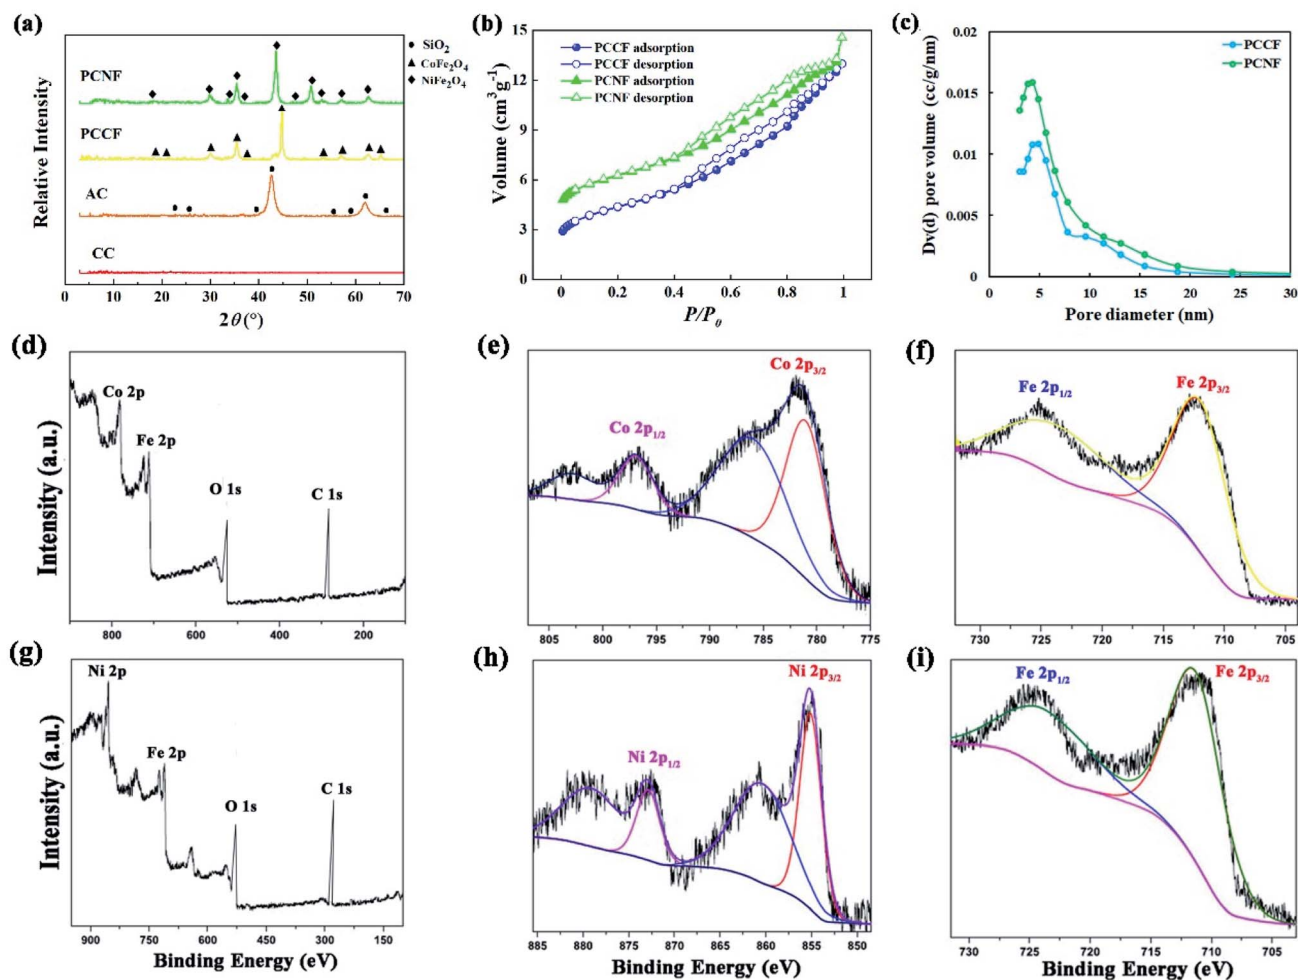 (a)
PCNF
PCCF
AC
CC
Relative Intensity
0 10 20 30 40 50 60 70
2θ (°)
SiO2
CoFe2O4
NiFe2O4
(b)
PCCF adsorption
PCCF desorption
PCNF adsorption
PCNF desorption
Volume (cm3g-1)
15
12
9
6
3
0
0 0.2 0.4 0.6 0.8 1
P/P0
(c)
PCCF
PCNF
Dv(d) pore volume (cc/g/nm)
0.02
0.015
0.01
0.005
0
0 5 10 15 20 25 30
Pore diameter (nm)
(d)
Co 2p
Fe 2p
O 1s
C 1s
Intensity (a.u.)
800 600 400 200
(e)
Co 2p3/2
Co 2p1/2
805 800 795 790 785 780 775
(f)
Fe 2p1/2
Fe 2p3/2
730 725 720 715 710 705
(g)
Ni 2p
Fe 2p
O 1s
C 1s
Intensity (a.u.)
900 750 600 450 300 150
Binding Energy (eV)
(h)
Ni 2p3/2
Ni 2p1/2
885 880 875 870 865 860 855 850
Binding Energy (eV)
(i)
Fe 2p1/2
Fe 2p3/2
730 725 720 715 710 705
Binding Energy (eV)